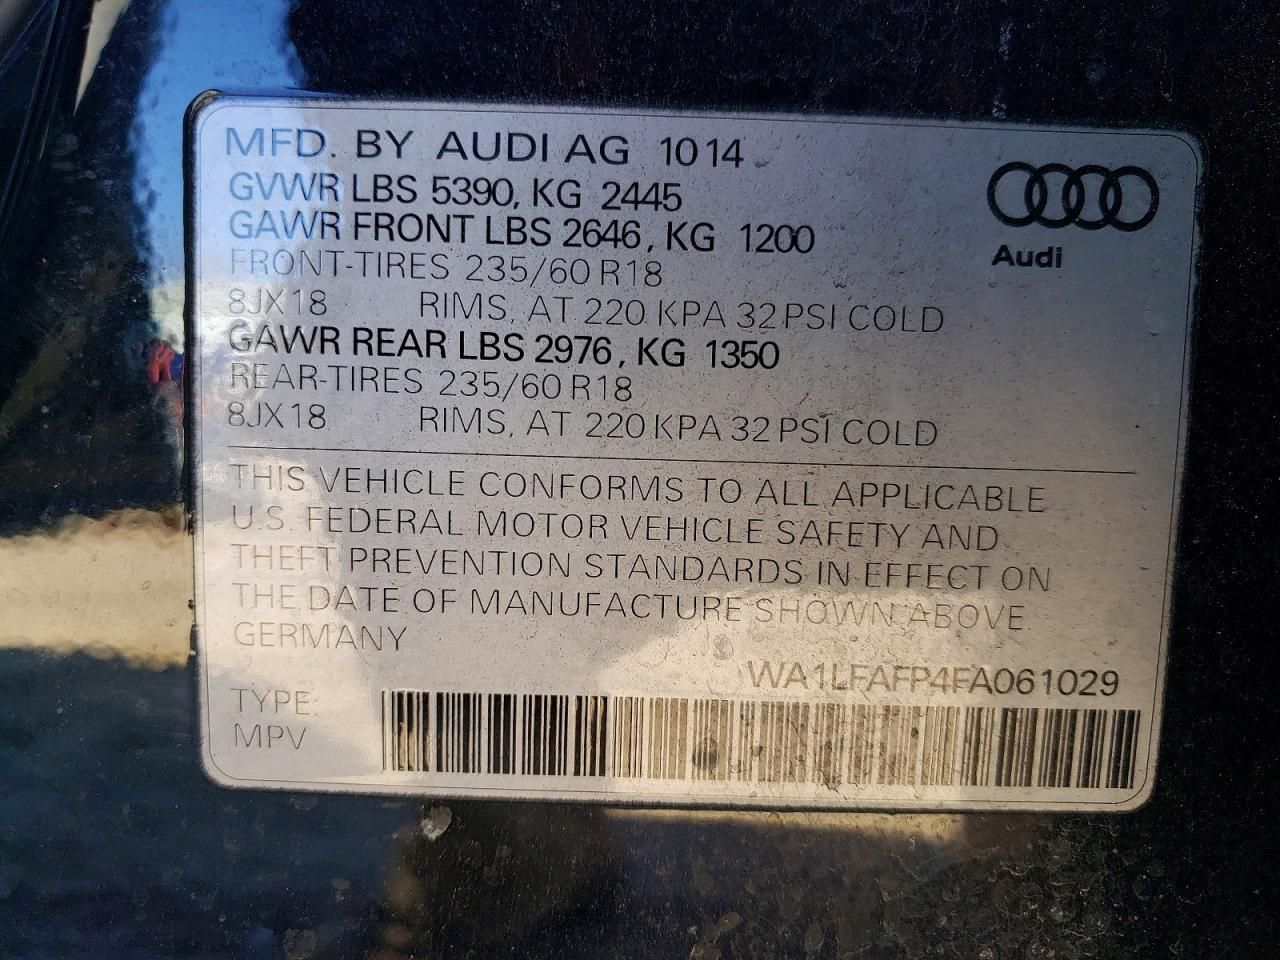 MFD. BY AUDI AG 1014
GVWR LBS 5390, KG 2445
GAWR FRONT LBS 2646, KG 1200
FRONT-TIRES 235/60 R18
8JX18 RIMS, AT 220 KPA 32 PSI COLD
GAWR REAR LBS 2976, KG 1350
REAR-TIRES 235/60 R18
8JX18 RIMS, AT 220 KPA 32 PSI COLD
Audi
THIS VEHICLE CONFORMS TO ALL APPLICABLE
U.S. FEDERAL MOTOR VEHICLE SAFETY AND
THEFT PREVENTION STANDARDS IN EFFECT ON
THE DATE OF MANUFACTURE SHOWN ABOVE.
GERMANY
WA1LFAFP4FA061029
TYPE:
MPV